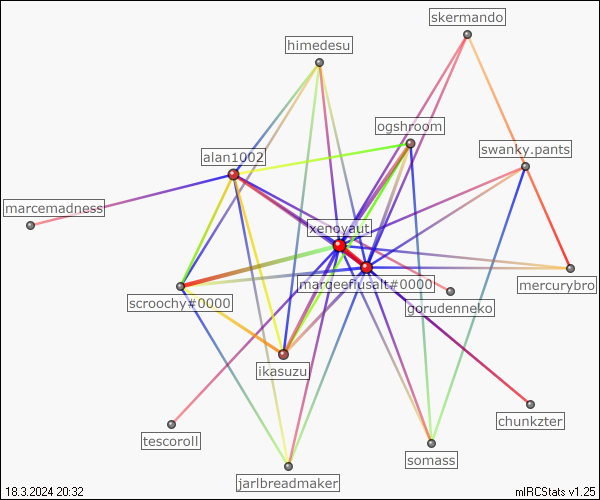 skermando
himedesu
ogshroom
swanky.pants
alan1002
marcemadness
xenoyaut
marqeeflusalt#0000
mercurybro
scroochy#0000
gorudenneko
ikasuzu
chunkzter
tescoroll
somass
jarlbreadmaker
18.3.2024 20:32
mIRCStats v1.25